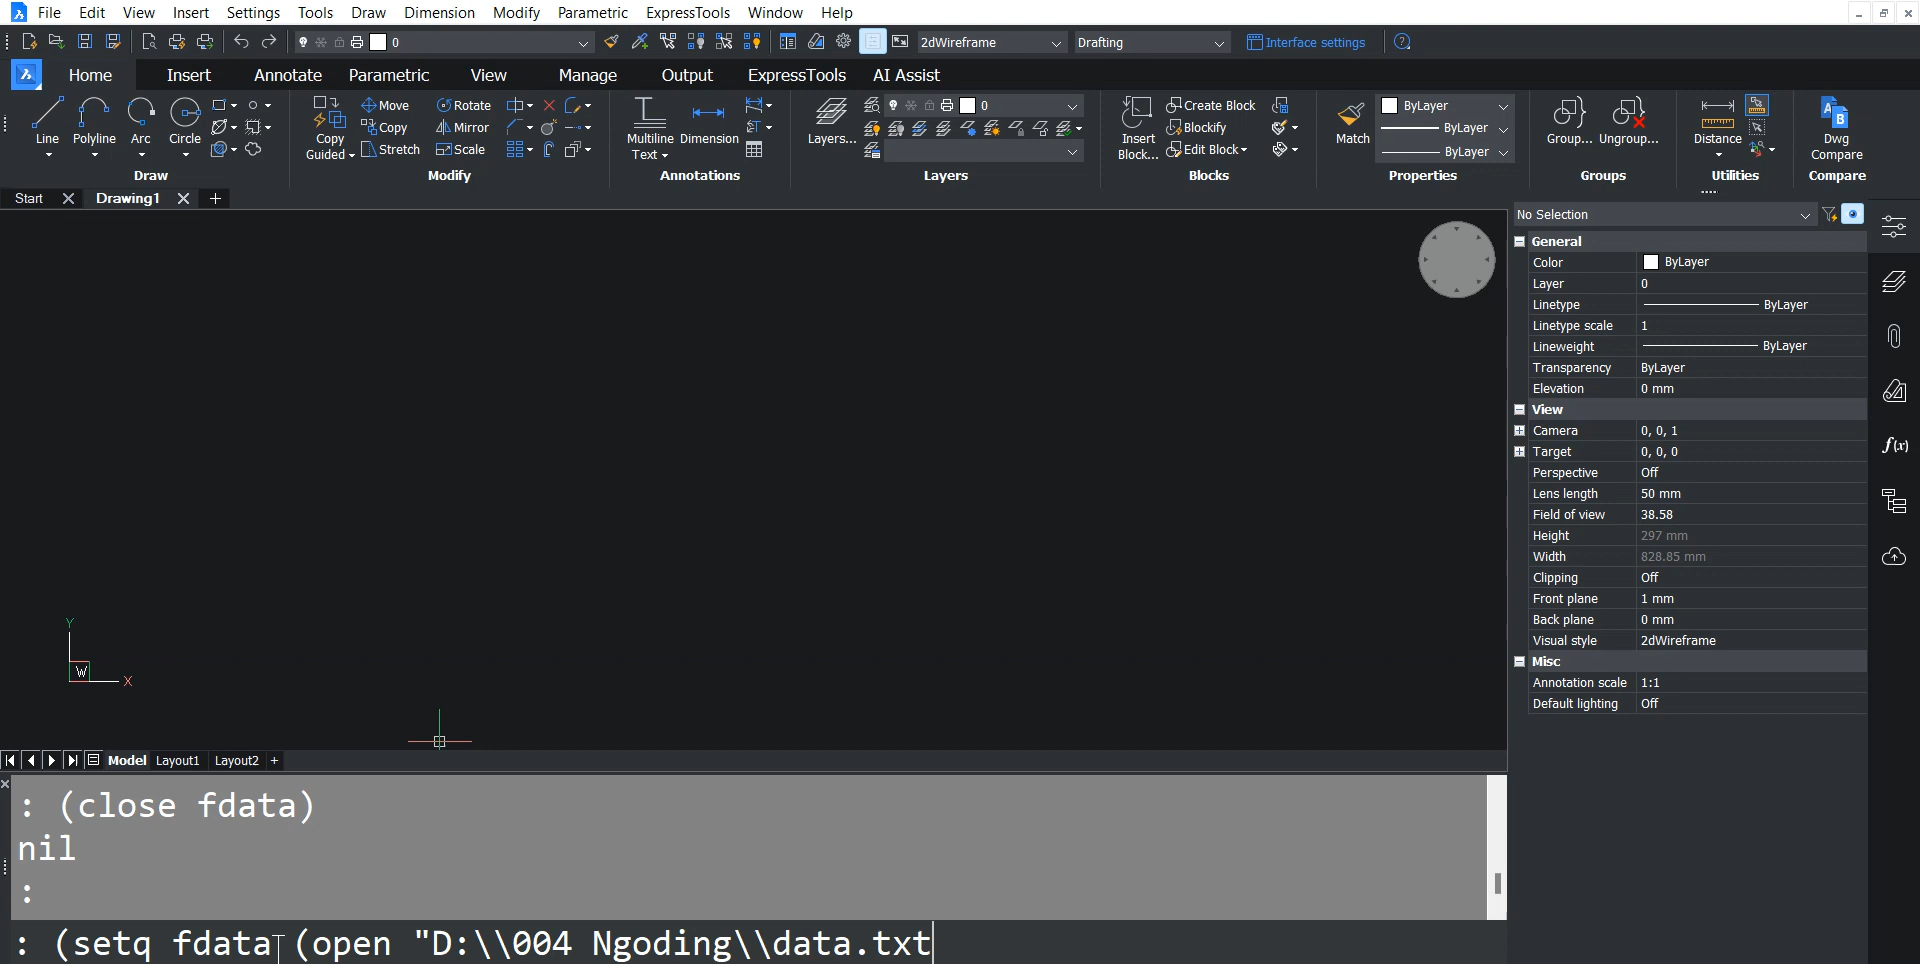 File Edit View Insert Settings Tools Draw Dimension Modify Parametric ExpressTools Window Help
0 2dWireframe Drafting Interface settings
Home Insert Annotate Parametric View Manage Output ExpressTools AI Assist
Line Polyline Arc Circle
Draw
Copy Guided Move Copy Stretch Rotate Mirror Scale
Modify
Multiline Text Dimension
Annotations
Layers... 0
Layers
Insert Block... Create Block Blockify Edit Block
Blocks
Match ByLayer ByLayer ByLayer
Properties
Group... Ungroup...
Groups
Distance
Utilities
Dwg Compare
Compare
Start Drawing1
No Selection
General
Color ByLayer
Layer 0
Linetype ByLayer
Linetype scale 1
Lineweight ByLayer
Transparency ByLayer
Elevation 0 mm
View
Camera 0, 0, 1
Target 0, 0, 0
Perspective Off
Lens length 50 mm
Field of view 38.58
Height 297 mm
Width 828.85 mm
Clipping Off
Front plane 1 mm
Back plane 0 mm
Visual style 2dWireframe
Misc
Annotation scale 1:1
Default lighting Off
f(x)
Y
W X
Model Layout1 Layout2 +
: (close fdata)
nil
:
: (setq fdata (open "D:\\004 Ngoding\\data.txt